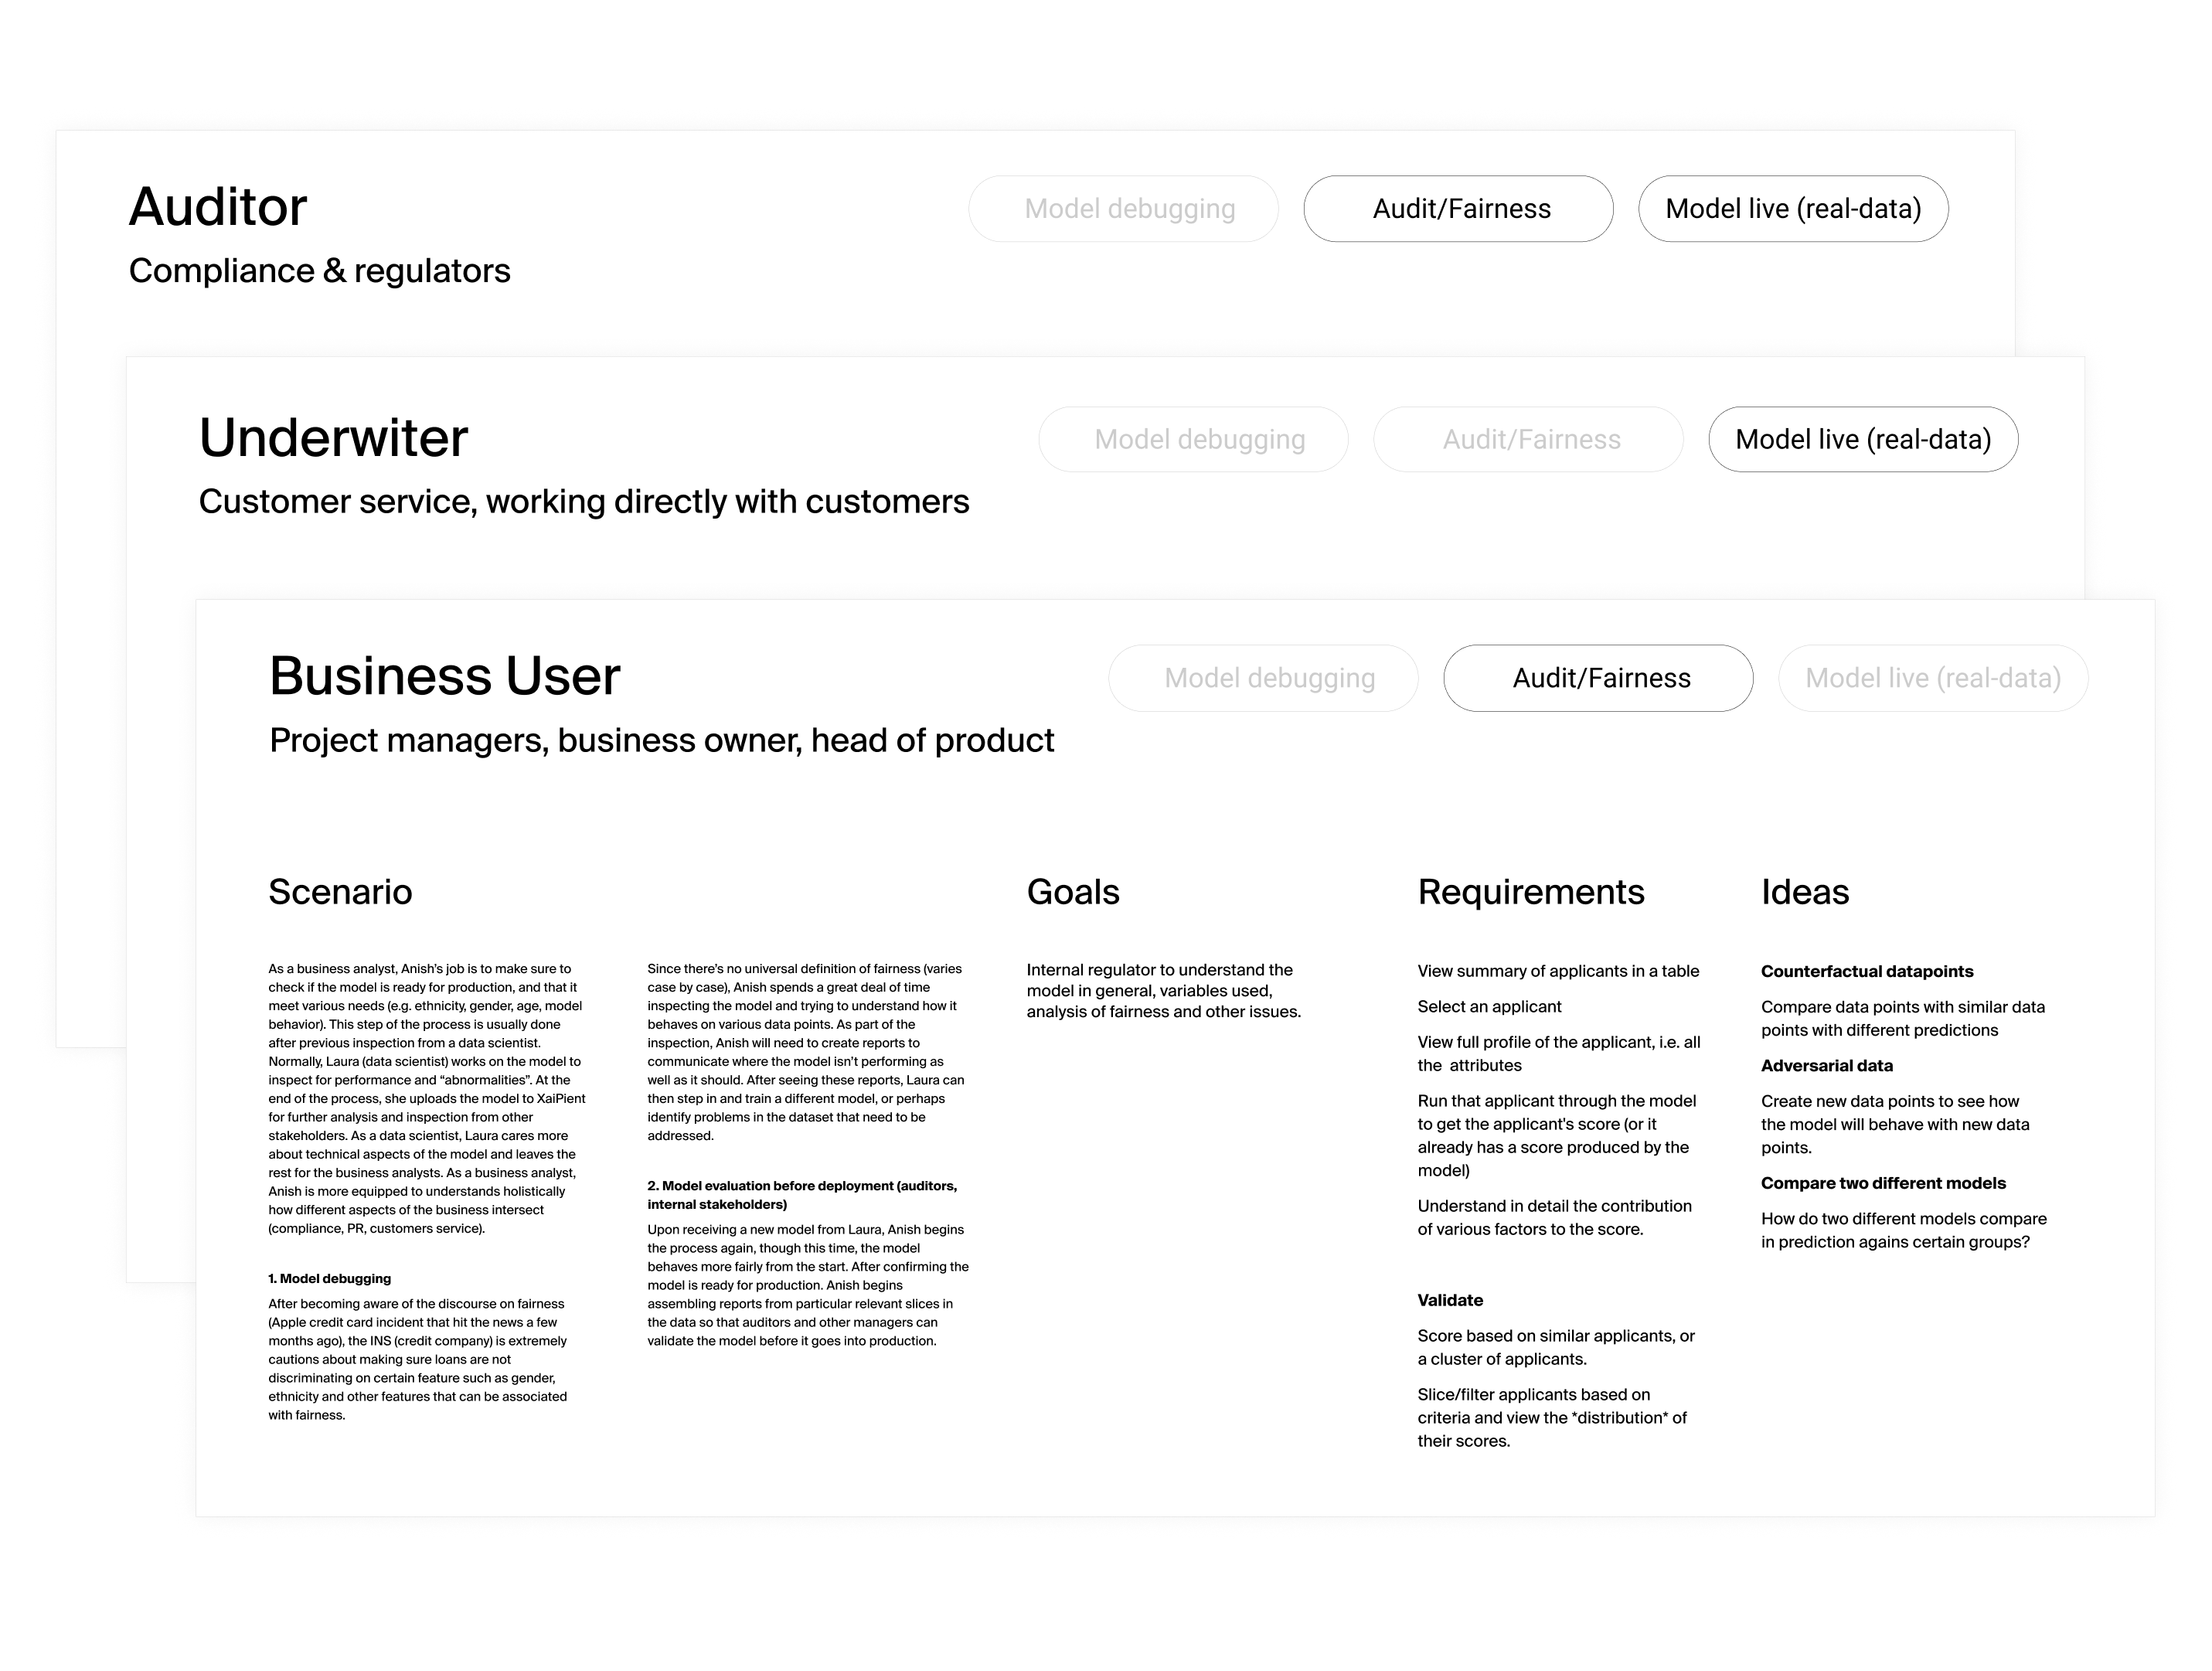 Auditor
Model debugging
Audit/Fairness
Model live (real-data)
Compliance & regulators
Underwiter
Model debugging
Audit/Fairness
Model live (real-data)
Customer service, working directly with customers
Business User
Model debugging
Audit/Fairness
Model live (real-data)
Project managers, business owner, head of product
Scenario
As a business analyst, Anish’s job is to make sure to
check if the model is ready for production, and that it
meet various needs (e.g. ethnicity, gender, age, model
behavior). This step of the process is usually done
after previous inspection from a data scientist.
Normally, Laura (data scientist) works on the model to
inspect for performance and “abnormalities”. At the
end of the process, she uploads the model to XaiPient
for further analysis and inspection from other
stakeholders. As a data scientist, Laura cares more
about technical aspects of the model and leaves the
rest for the business analysts. As a business analyst,
Anish is more equipped to understands holistically
how different aspects of the business intersect
(compliance, PR, customers service).
1. Model debugging
After becoming aware of the discourse on fairness
(Apple credit card incident that hit the news a few
months ago), the INS (credit company) is extremely
cautions about making sure loans are not
discriminating on certain feature such as gender,
ethnicity and other features that can be associated
with fairness.
Since there’s no universal definition of fairness (varies
case by case), Anish spends a great deal of time
inspecting the model and trying to understand how it
behaves on various data points. As part of the
inspection, Anish will need to create reports to
communicate where the model isn’t performing as
well as it should. After seeing these reports, Laura can
then step in and train a different model, or perhaps
identify problems in the dataset that need to be
addressed.
2. Model evaluation before deployment (auditors,
internal stakeholders)
Upon receiving a new model from Laura, Anish begins
the process again, though this time, the model
behaves more fairly from the start. After confirming the
model is ready for production. Anish begins
assembling reports from particular relevant slices in
the data so that auditors and other managers can
validate the model before it goes into production.
Goals
Internal regulator to understand the
model in general, variables used,
analysis of fairness and other issues.
Requirements
View summary of applicants in a table
Select an applicant
View full profile of the applicant, i.e. all
the attributes
Run that applicant through the model
to get the applicant's score (or it
already has a score produced by the
model)
Understand in detail the contribution
of various factors to the score.
Validate
Score based on similar applicants, or
a cluster of applicants.
Slice/filter applicants based on
criteria and view the *distribution* of
their scores.
Ideas
Counterfactual datapoints
Compare data points with similar data
points with different predictions
Adversarial data
Create new data points to see how
the model will behave with new data
points.
Compare two different models
How do two different models compare
in prediction agains certain groups?